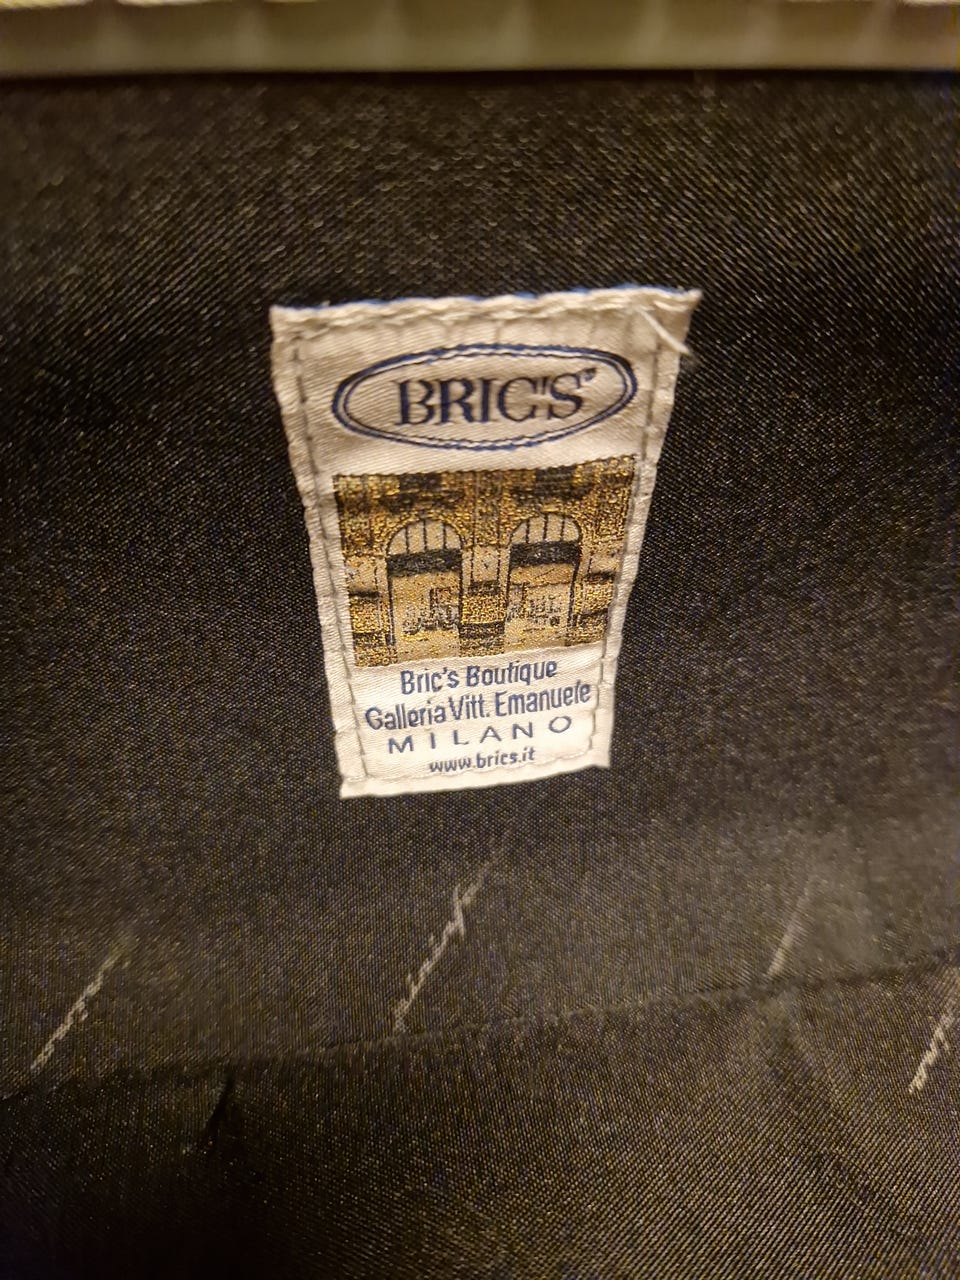 BRIC'S
Bric's Boutique
Galleria Vitt. Emanuele
MILANO
www.brics.it